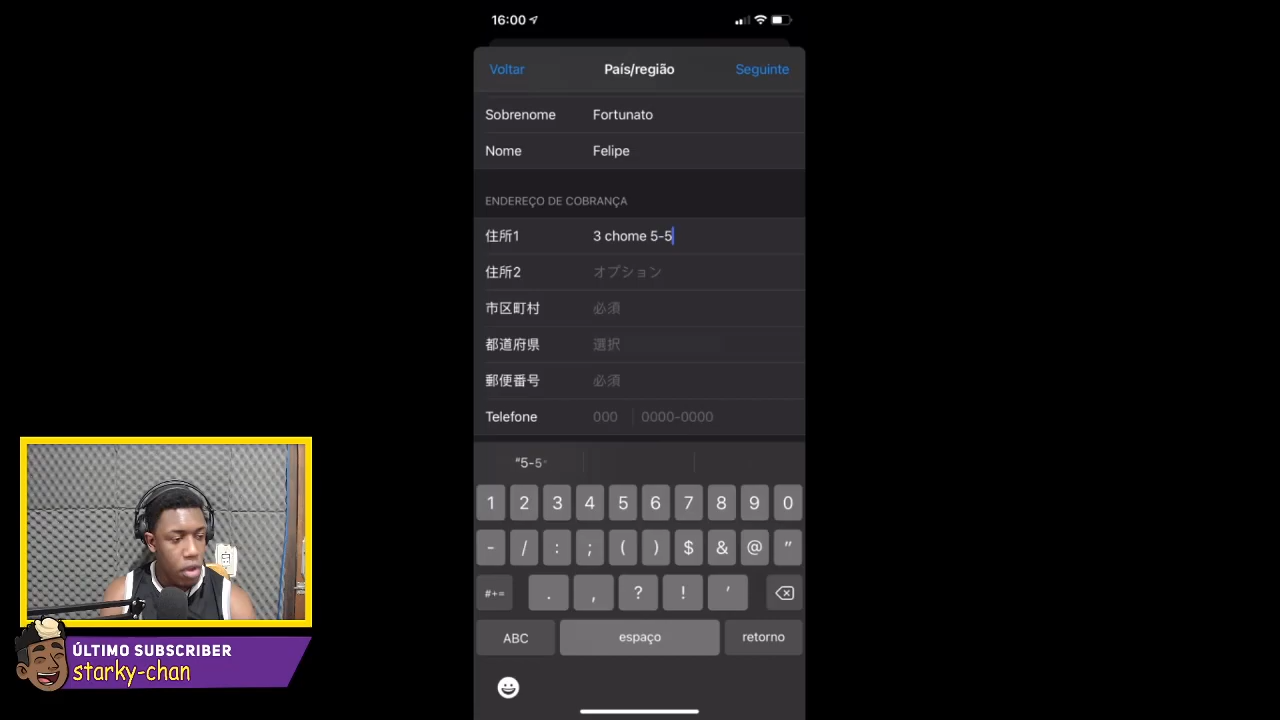 16:00
Voltar País/região Seguinte
Sobrenome Fortunato
Nome Felipe
ENDEREÇO DE COBRANÇA
住所1 3 chome 5-5
住所2 オプション
市区町村 必須
都道府県 選択
郵便番号 必須
Telefone 000 0000-0000
“5-5”
1 2 3 4 5 6 7 8 9 0
- / : ; ( ) $ & @ ”
#+= . , ? ! ’
ABC espaço retorno
ÚLTIMO SUBSCRIBER
starky-chan